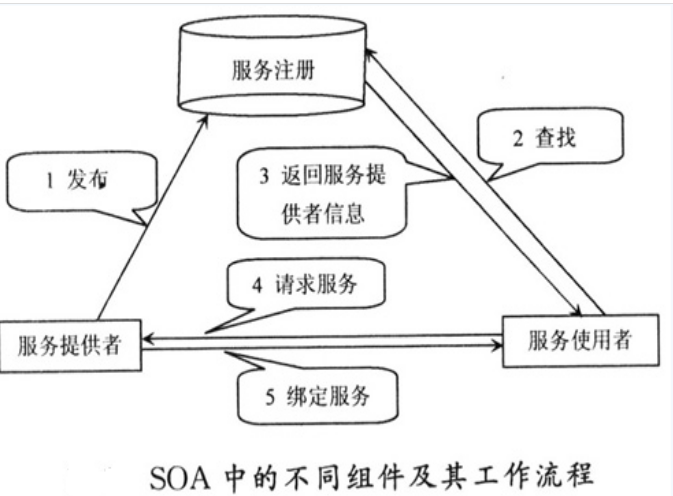 服务注册
1 发布
2 查找
3 返回服务提
供者信息
4 请求服务
服务提供者
服务使用者
5 绑定服务
SOA 中的不同组件及其工作流程